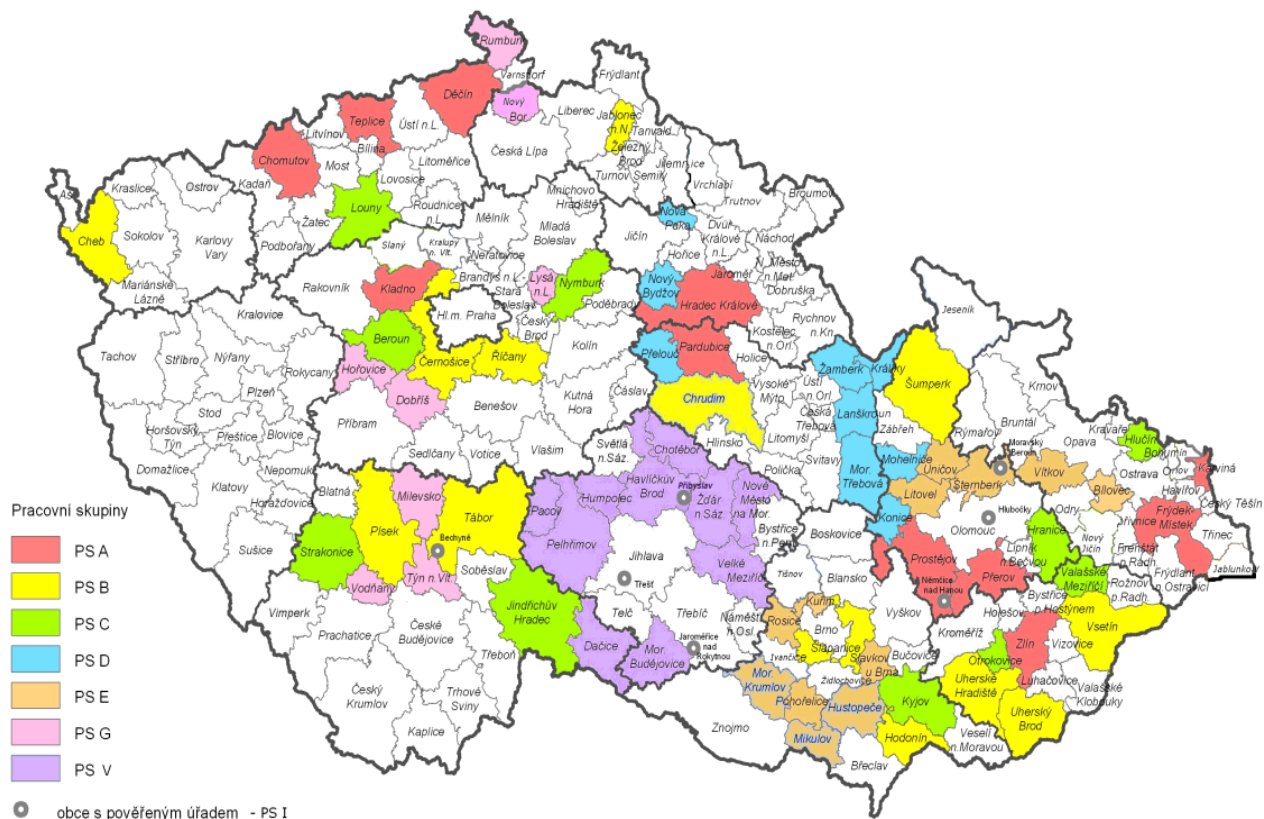 Rumburk
Varnsdorf
Frýdlant
Děčín
Nový
Bor
Liberec
Jablonec
n.N.
Tanvald
Teplice
Ústí n.L.
Litvínov
Bílina
Česká Lípa
Železný
Brod
Jilemnice
Chomutov
Most
Litoměřice
Turnov
Semily
Vrchlabí
Trutnov
Broumov
Kadaň
Lovosice
Mnichovo
Hradiště
Aš
Kraslice
Ostrov
Louny
Roudnice
n.L.
Mělník
Mladá
Boleslav
Nová
Paka
Dvůr
Králové
n.L.
Náchod
Cheb
Sokolov
Karlovy
Vary
Podbořany
Žatec
Slaný
Kralupy
n. Vlt.
Neratovice
Jičín
Hořice
Jaroměř
N. Město
n.Met.
Mariánské
Lázně
Rakovník
Kladno
Brandýs n.L.-
Stará
Boleslav
Lysá
n.L.
Nymburk
Poděbrady
Nový
Bydžov
Hradec Králové
Dobruška
Kralovice
Hl.m. Praha
Český
Brod
Kolín
Rychnov
n.Kn.
Kostelec
n.Orl.
Jeseník
Tachov
Stříbro
Nýřany
Plzeň
Rokycany
Beroun
Černošice
Říčany
Přelouč
Pardubice
Holice
Žamberk
Králíky
Šumperk
Hořovice
Dobříš
Benešov
Kutná
Hora
Čáslav
Chrudim
Vysoké
Mýto
Ústí
n.Orl.
Česká
Třebová
Lanškroun
Zábřeh
Bruntál
Krnov
Horšovský
Týn
Stod
Přeštice
Blovice
Příbram
Sedlčany
Votice
Vlašim
Světlá
n.Sáz.
Chotěboř
Hlinsko
Litomyšl
Polička
Svitavy
Mor.
Třebová
Mohelnice
Rýmařov
Moravský
Beroun
Opava
Kravaře
Hlučín
Bohumín
Domažlice
Klatovy
Nepomuk
Horažďovice
Blatná
Milevsko
Tábor
Pacov
Humpolec
Havlíčkův
Brod
Přibyslav
Žďár
n.Sáz
Nové
Město
na Mor.
Uničov
Litovel
Šternberk
Vítkov
Bílovec
Ostrava
Orlov
Karviná
Havířov
Český Těšín
Pracovní skupiny
Sušice
Strakonice
Písek
Bechyně
Soběslav
Pelhřimov
Jihlava
Bystřice
n.Pern.
Boskovice
Konice
Olomouc
Hlubočky
Odry
Nový
Jičín
Frýdek-
Místek
Třinec
PS A
Vodňany
Týn n.Vlt.
Třešť
Velké
Meziříčí
Tišnov
Blansko
Prostějov
Němčice
nad Hanou
Přerov
Lipník
n.Bečvou
Hranice
Valašské
Meziříčí
Rožnov
p.Radh.
Frenštát
p.Radh.
Frýdlant
n.Ostravicí
Jablunkov
PS B
Vimperk
Prachatice
České
Budějovice
Jindřichův
Hradec
Telč
Třebíč
Náměšť
n.Osl.
Rosice
Kuřim
Brno
Vyškov
Kroměříž
Holešov
Bystřice
p.Hostýnem
Vsetín
PS C
Třeboň
Dačice
Mor.
Budějovice
Jaroměřice
nad
Rokytnou
Ivančice
Šlapanice
Slavkov
u Brna
Bučovice
Otrokovice
Zlín
Vizovice
PS D
Český
Krumlov
Trhové
Sviny
Kaplice
Mor.
Krumlov
Židlochovice
Pohořelice
Hustopeče
Kyjov
Uherské
Hradiště
Luhačovice
Valašské
Klobouky
PS E
Znojmo
Mikulov
Břeclav
Hodonín
Veselí
n.Moravou
Uherský
Brod
PS G
PS V
obce s pověřeným úřadem - PS I